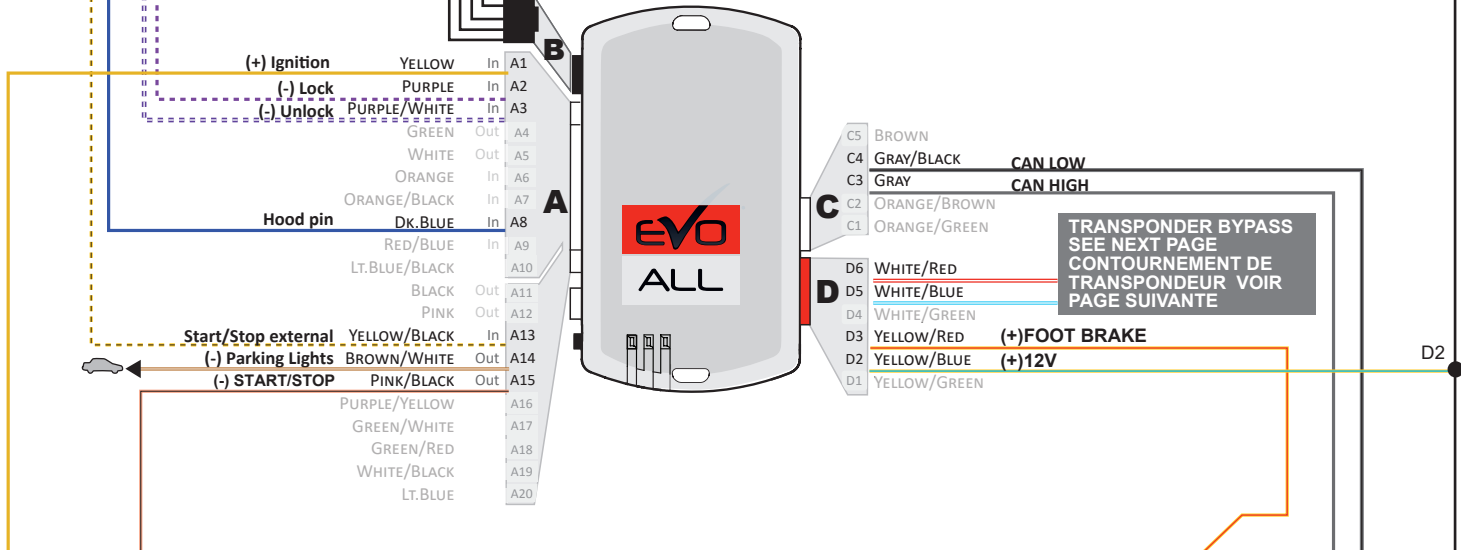 B
(+) Ignition YELLOW In A1
(-) Lock PURPLE In A2
(-) Unlock PURPLE/WHITE In A3
GREEN Out A4
WHITE Out A5
ORANGE In A6
ORANGE/BLACK In A7
Hood pin DK.BLUE In A8
RED/BLUE In A9
LT.BLUE/BLACK A10
BLACK Out A11
PINK Out A12
Start/Stop external YELLOW/BLACK In A13
(-) Parking Lights BROWN/WHITE Out A14
(-) START/STOP PINK/BLACK Out A15
PURPLE/YELLOW A16
GREEN/WHITE A17
GREEN/RED A18
WHITE/BLACK A19
LT.BLUE A20
A
EVO
ALL
C
C5 BROWN
C4 GRAY/BLACK CAN LOW
C3 GRAY CAN HIGH
C2 ORANGE/BROWN
C1 ORANGE/GREEN
D
D6 WHITE/RED
D5 WHITE/BLUE
D4 WHITE/GREEN
D3 YELLOW/RED (+)FOOT BRAKE
D2 YELLOW/BLUE (+)12V
D1 YELLOW/GREEN
TRANSPONDER BYPASS
SEE NEXT PAGE
CONTOURNEMENT DE
TRANSPONDEUR VOIR
PAGE SUIVANTE
D2